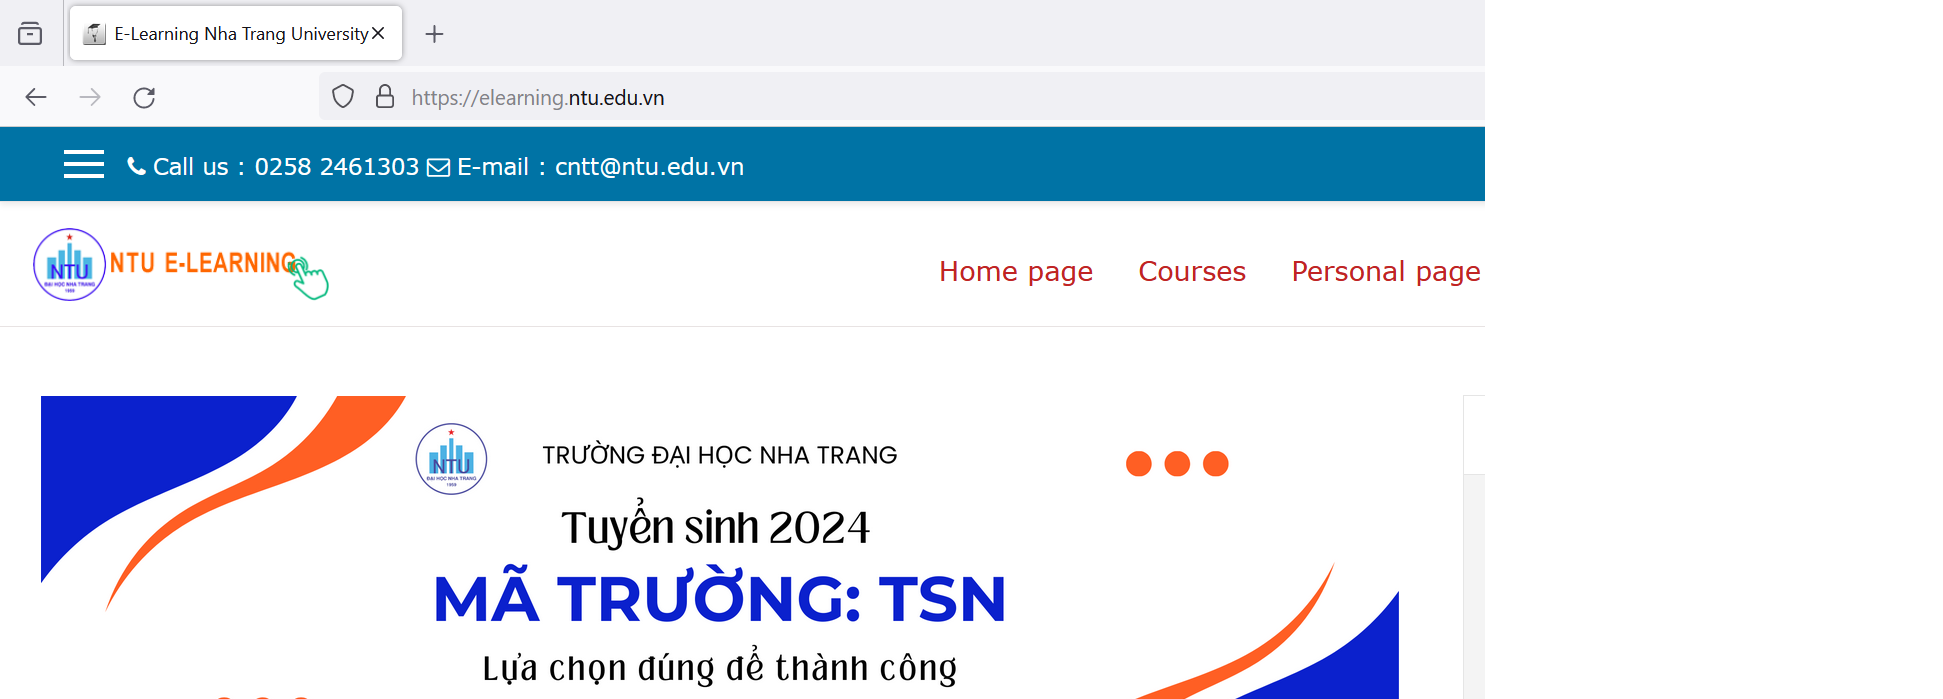 E-Learning Nha Trang University
https://elearning.ntu.edu.vn
Call us : 0258 2461303 E-mail : cntt@ntu.edu.vn
NTU
ĐẠI HỌC NHA TRANG
1959
NTU E-LEARNING
Home page Courses Personal page
NTU
ĐẠI HỌC NHA TRANG
1959
TRƯỜNG ĐẠI HỌC NHA TRANG
Tuyển sinh 2024
MÃ TRƯỜNG: TSN
Lựa chọn đúng để thành công